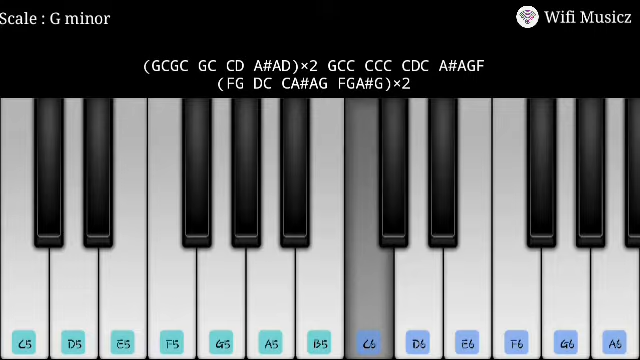 Scale : G minor
Wifi Musicz
(GCGC GC CD A#AD)×2 GCC CCC CDC A#AGF
(FG DC CA#AG FGA#G)×2
C5 D5 E5 F5 G5 A5 B5 C6 D6 E6 F6 G6 A6